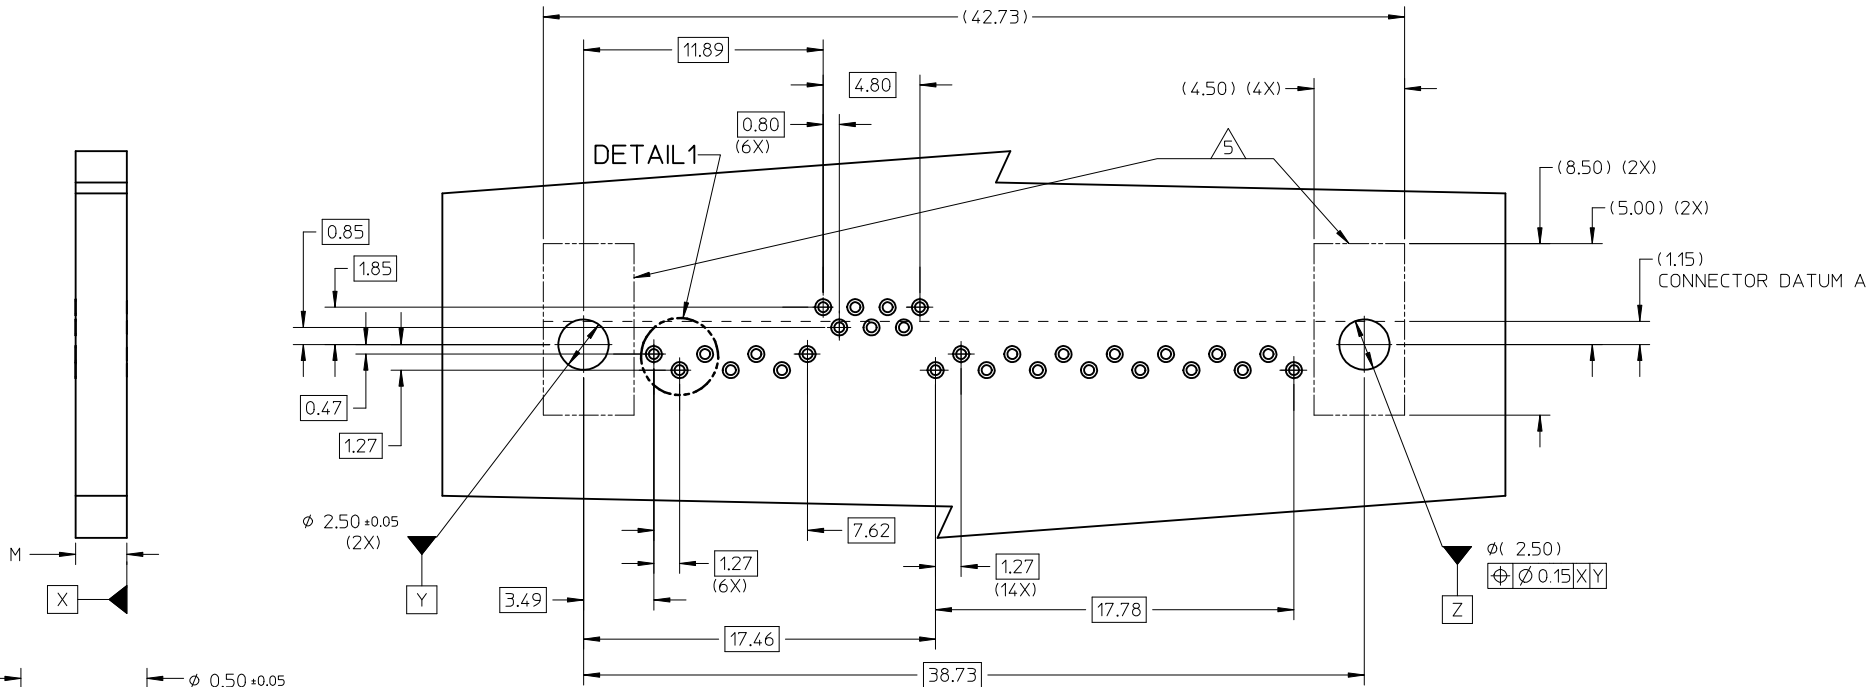 (42.73)
11.89
4.80
(4.50) (4X)
0.80
(6X)
DETAIL1
5
(8.50) (2X)
(5.00) (2X)
0.85
1.85
(1.15)
CONNECTOR DATUM A
0.47
1.27
Ø 2.50 ±0.05
(2X)
7.62
M
1.27
(6X)
1.27
(14X)
Ø( 2.50)
⌖ Ø 0.15 X Y
X
Y
3.49
17.78
Z
17.46
38.73
Ø 0.50 ±0.05